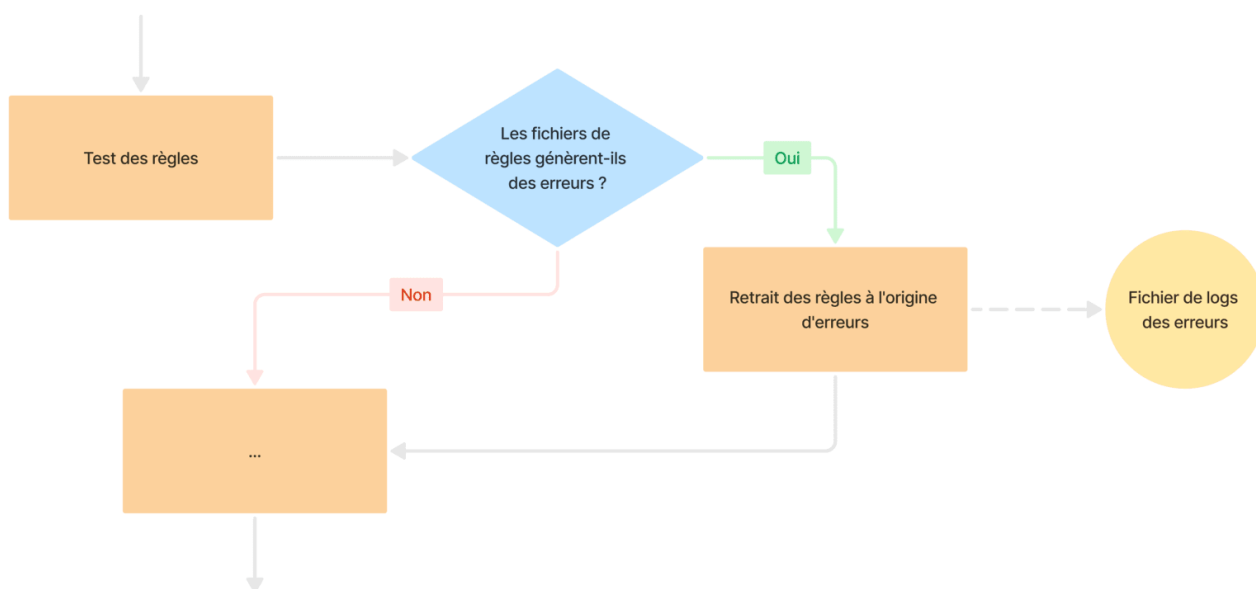 Test des règles
Les fichiers de
règles génèrent-ils
des erreurs ?
Oui
Non
Retrait des règles à l'origine
d'erreurs
Fichier de logs
des erreurs
...